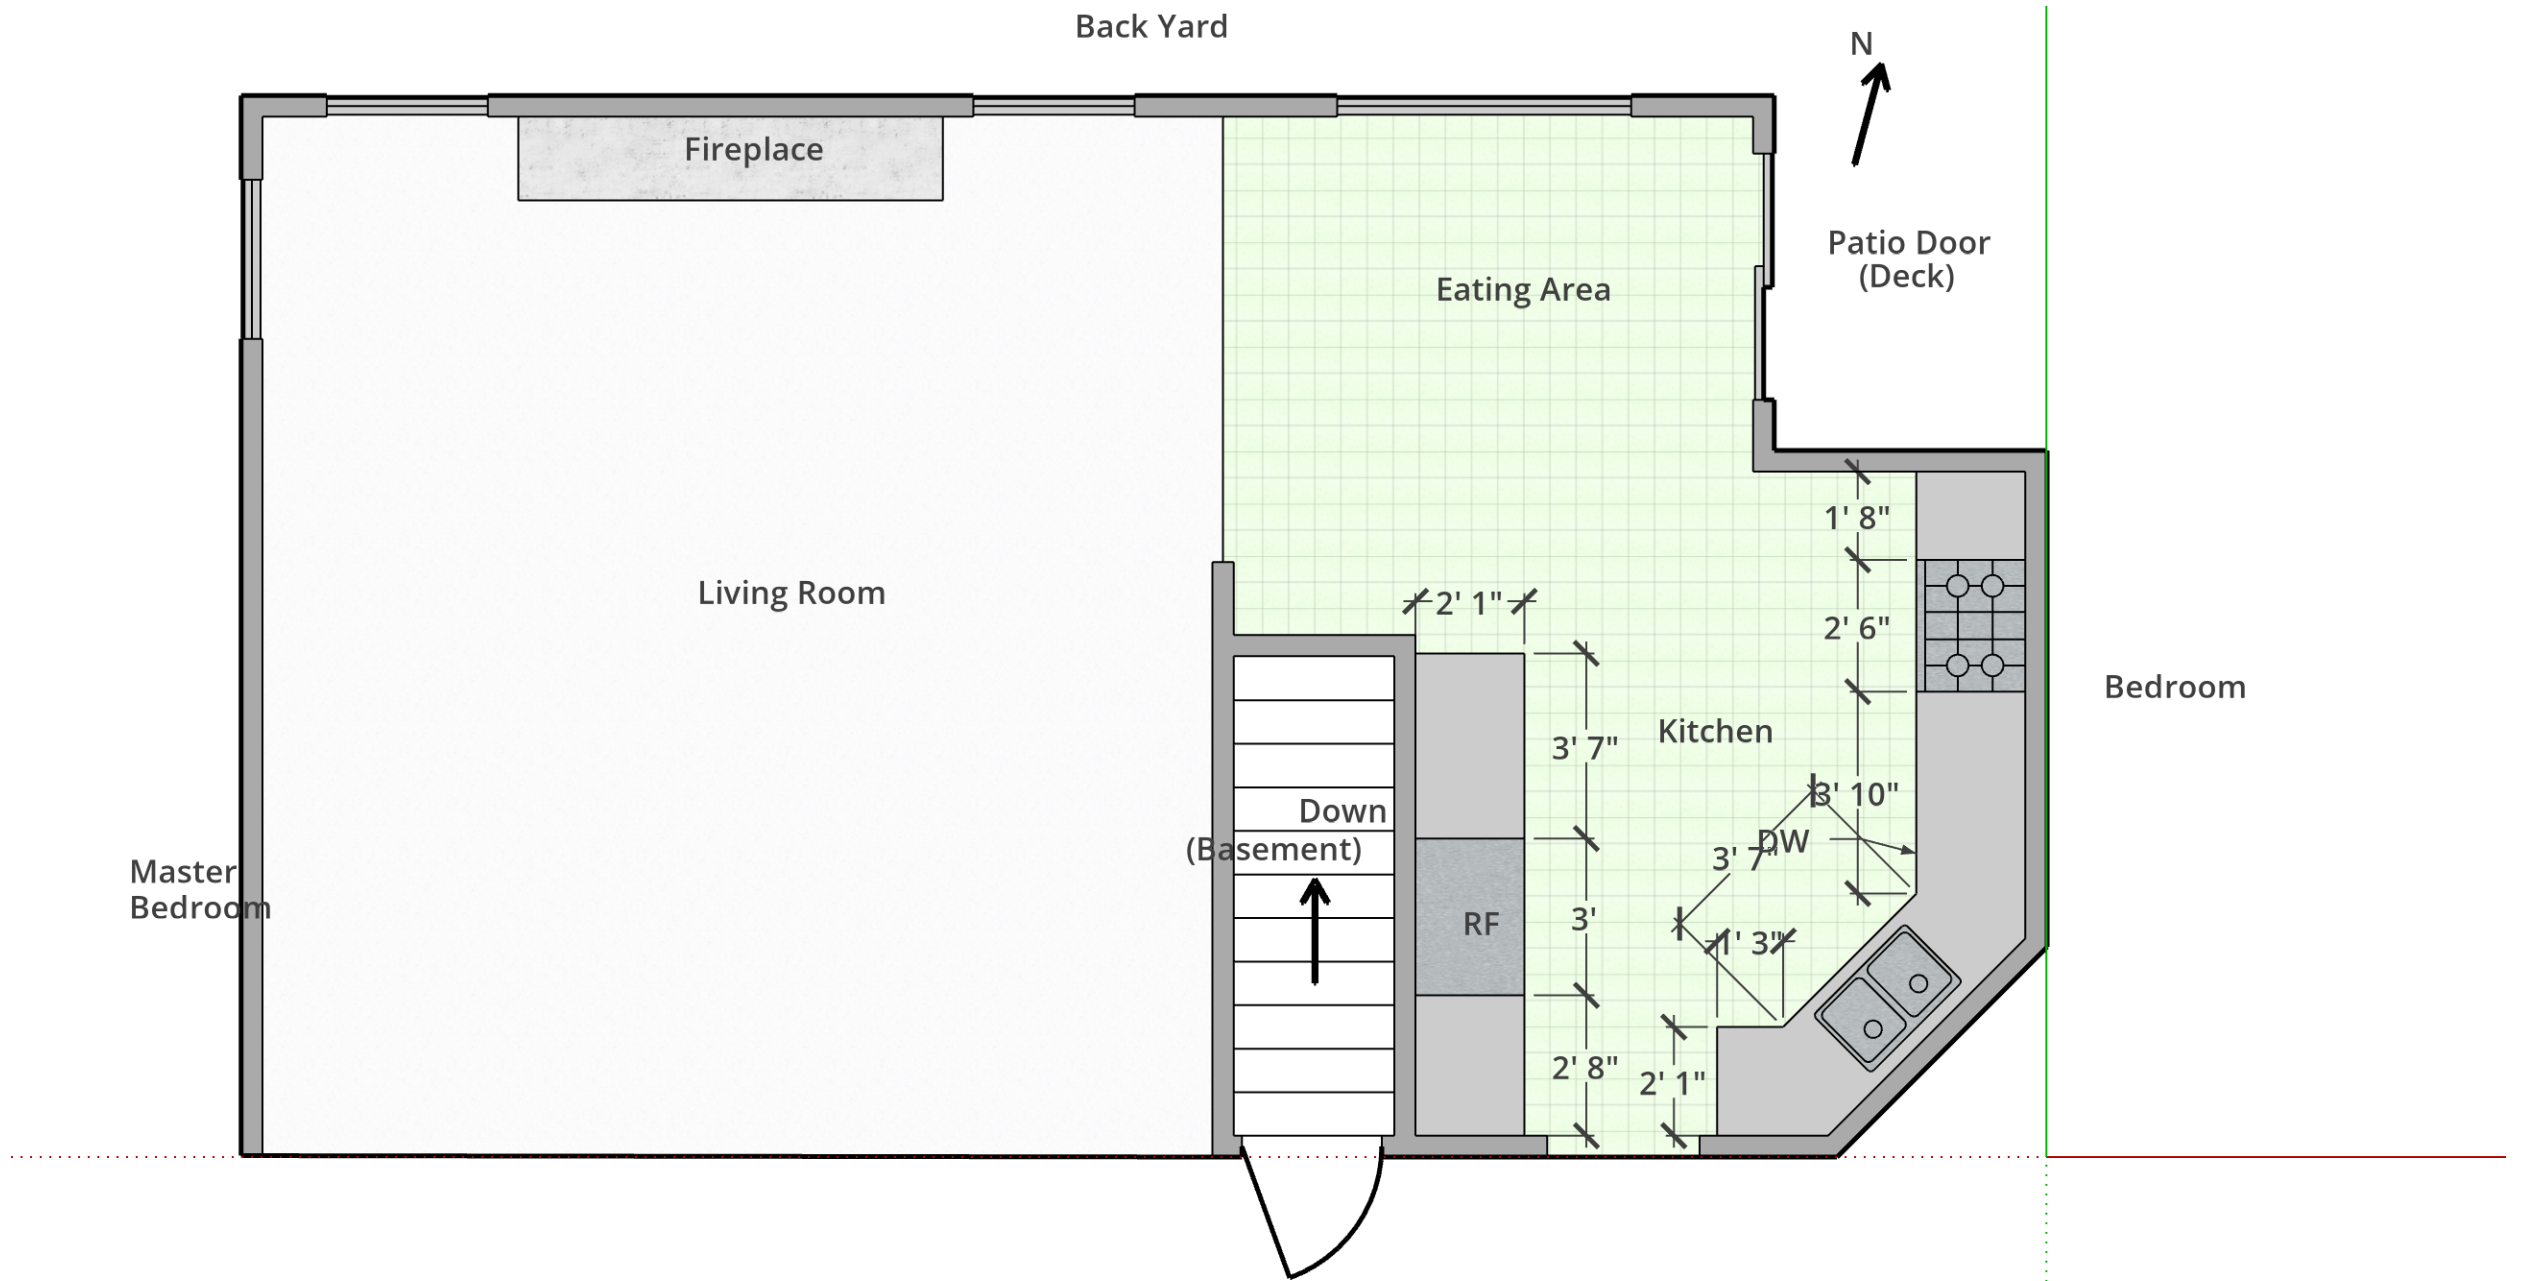 Back Yard
N
Fireplace
Patio Door
(Deck)
Eating Area
1' 8"
Living Room
2' 1"
2' 6"
Bedroom
Kitchen
3' 7"
3' 10"
Down
DW
(Basement)
3' 7"
Master
Bedroom
RF
3'
1' 3"
2' 8"
2' 1"